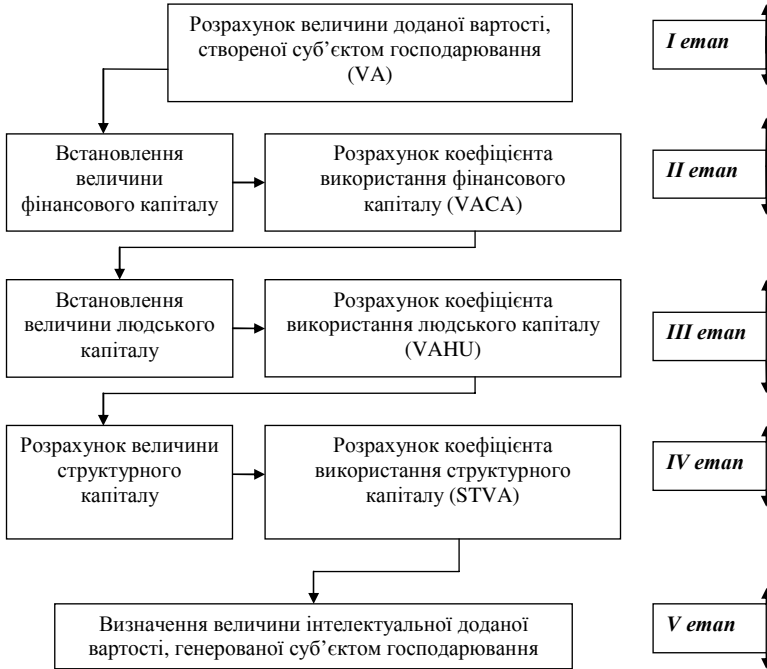 Розрахунок величини доданої вартості,
створеної суб’єктом господарювання
(VA)
I етап
Встановлення
величини
фінансового капіталу
Розрахунок коефіцієнта
використання фінансового
капіталу (VACA)
II етап
Встановлення
величини людського
капіталу
Розрахунок коефіцієнта
використання людського капіталу
(VAHU)
III етап
Розрахунок величини
структурного
капіталу
Розрахунок коефіцієнта
використання структурного
капіталу (STVA)
IV етап
Визначення величини інтелектуальної доданої
вартості, генерованої суб’єктом господарювання
V етап